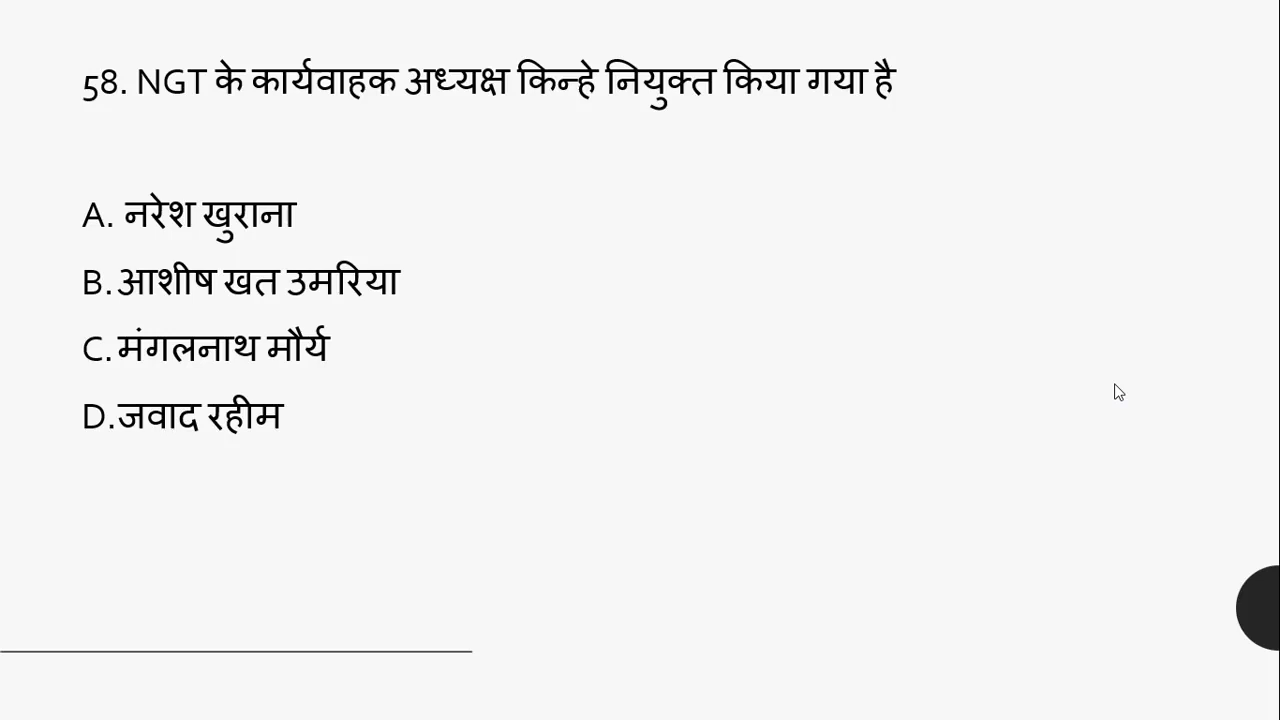 58. NGT के कार्यवाहक अध्यक्ष किन्हे नियुक्त किया गया है
A. नरेश खुराना
B. आशीष खत उमरिया
C. मंगलनाथ मौर्य
D. जवाद रहीम